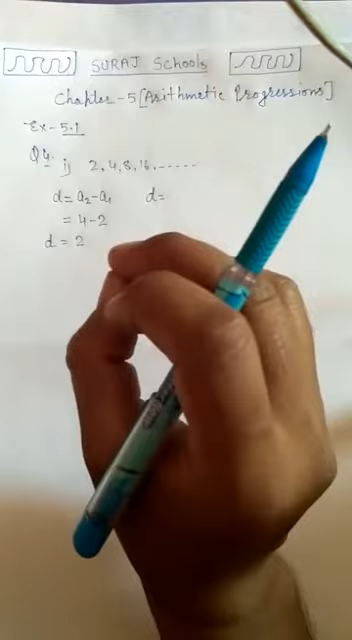 SURAJ Schools
Chapter-5 [Arithmetic Progressions]
Ex-5.1
Q4. i) 2, 4, 8, 16, ------
d = a₂ - a₁ d =
= 4 - 2
d = 2